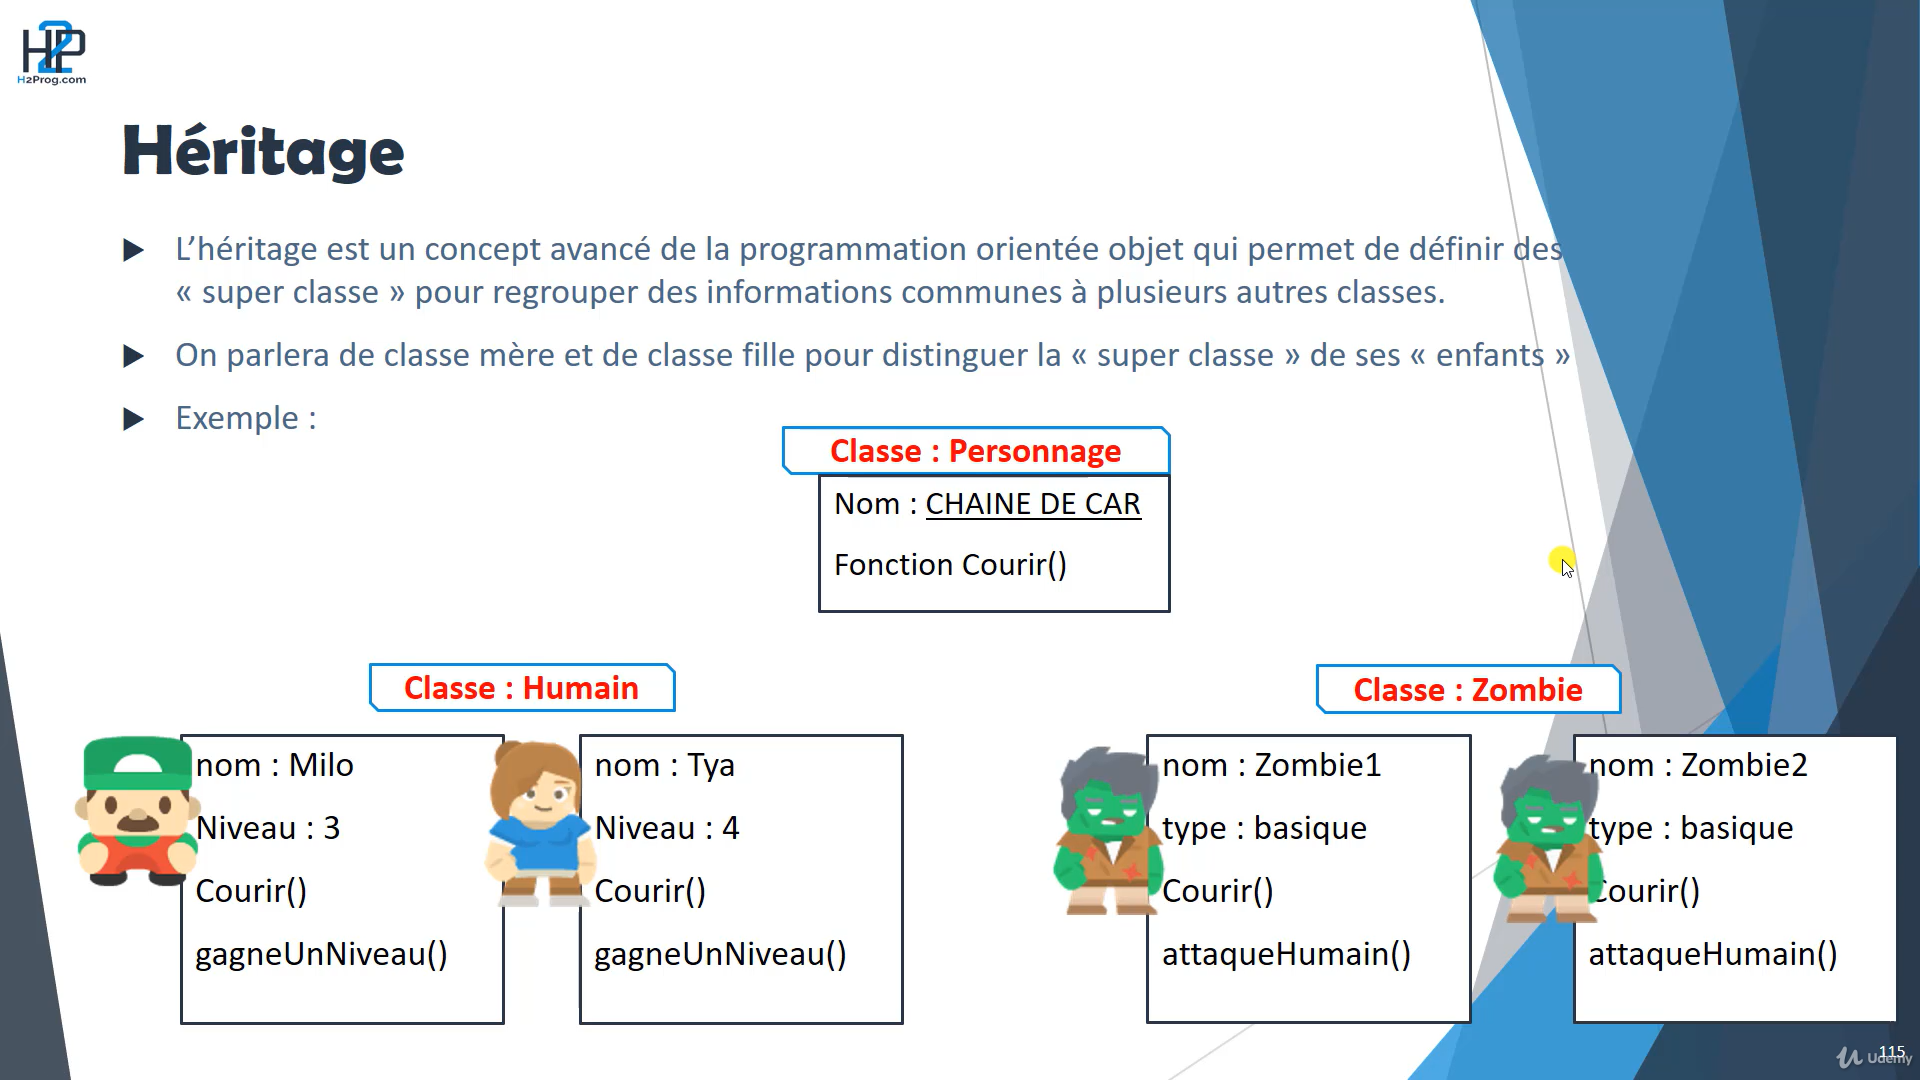 H2P
H2Prog.com
Héritage
L'héritage est un concept avancé de la programmation orientée objet qui permet de définir des
« super classe » pour regrouper des informations communes à plusieurs autres classes.
On parlera de classe mère et de classe fille pour distinguer la « super classe » de ses « enfants »
Exemple :
Classe : Personnage
Nom : CHAINE DE CAR
Fonction Courir()
Classe : Humain
nom : Milo
Niveau : 3
Courir()
gagneUnNiveau()
nom : Tya
Niveau : 4
Courir()
gagneUnNiveau()
Classe : Zombie
nom : Zombie1
type : basique
Courir()
attaqueHumain()
nom : Zombie2
type : basique
Courir()
attaqueHumain()
115
Udemy